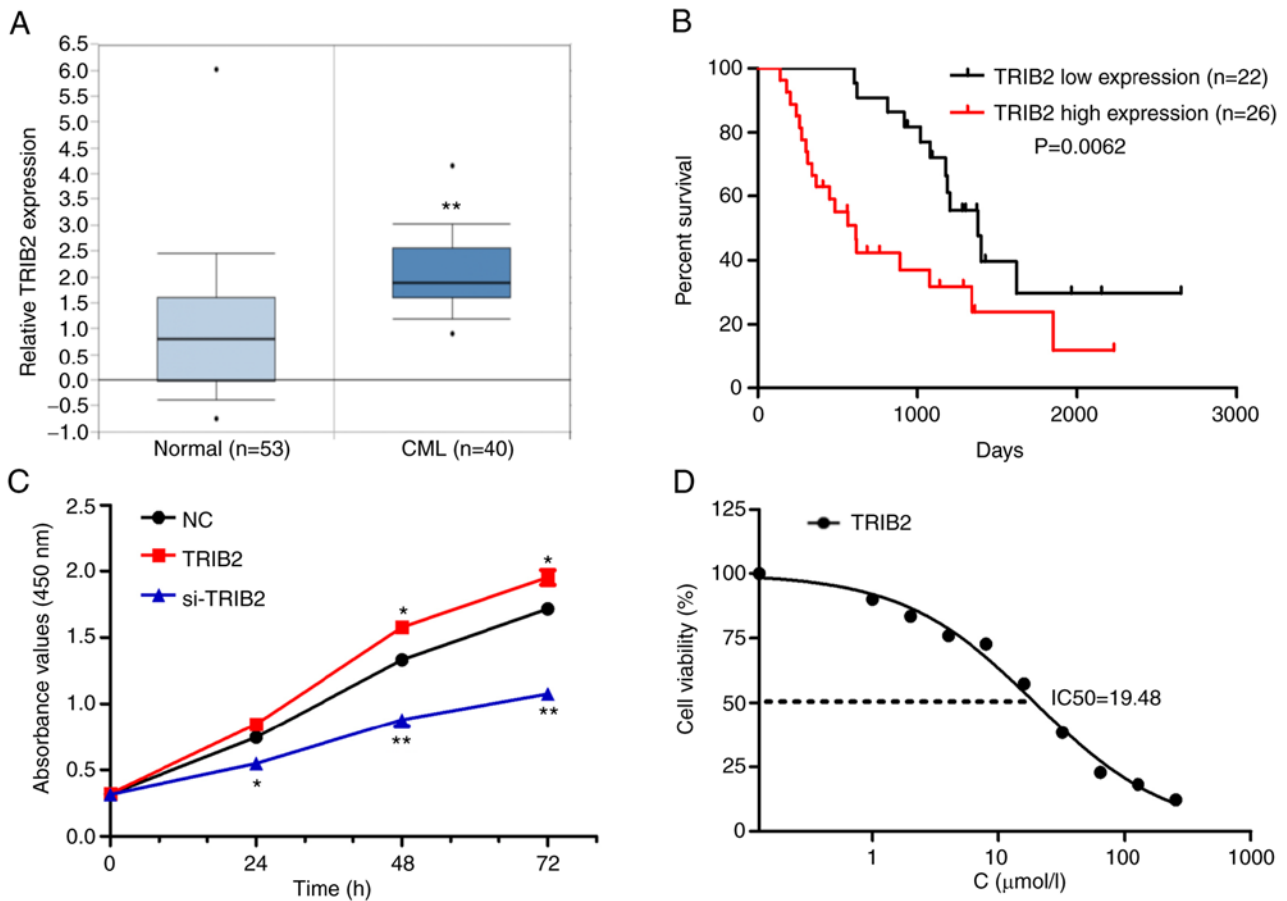 A
6.5
6.0
5.5
5.0
4.5
4.0
3.5
3.0
2.5
2.0
1.5
1.0
0.5
0.0
−0.5
−1.0
Relative TRIB2 expression
**
Normal (n=53)
CML (n=40)
B
100
80
60
40
20
0
Percent survival
TRIB2 low expression (n=22)
TRIB2 high expression (n=26)
P=0.0062
0
1000
2000
3000
Days
C
2.5
2.0
1.5
1.0
0.5
0.0
Absorbance values (450 nm)
NC
TRIB2
si-TRIB2
*
*
*
**
**
0
24
48
72
Time (h)
D
125
100
75
50
25
0
Cell viability (%)
TRIB2
IC50=19.48
1
10
100
1000
C (μmol/l)